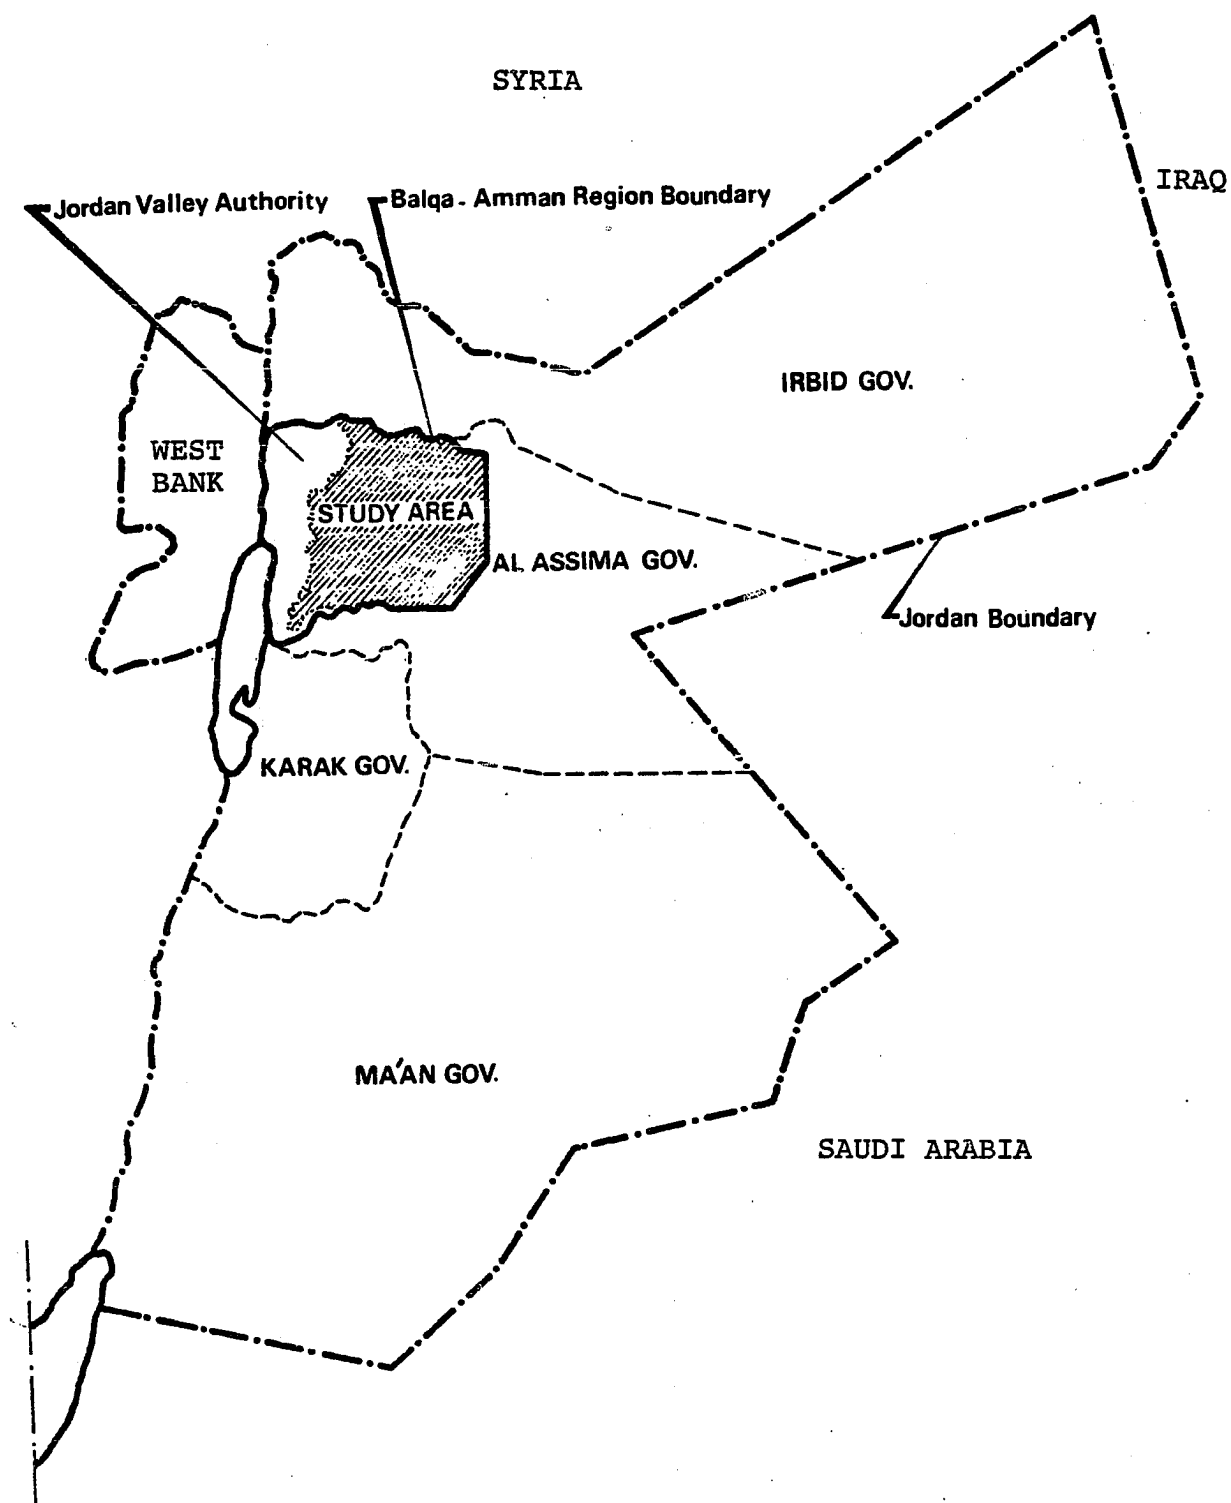 SYRIA
IRAQ
Jordan Valley Authority
Balqa - Amman Region Boundary
IRBID GOV.
WEST
BANK
STUDY AREA
AL ASSIMA GOV.
Jordan Boundary
KARAK GOV.
MA'AN GOV.
SAUDI ARABIA